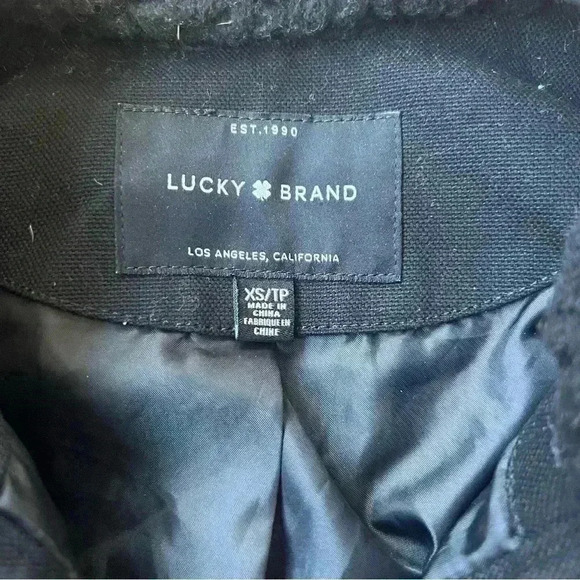 EST.1990
LUCKY BRAND
LOS ANGELES, CALIFORNIA
XS/TP
MADE IN
CHINA
FABRIQUE EN
CHINE